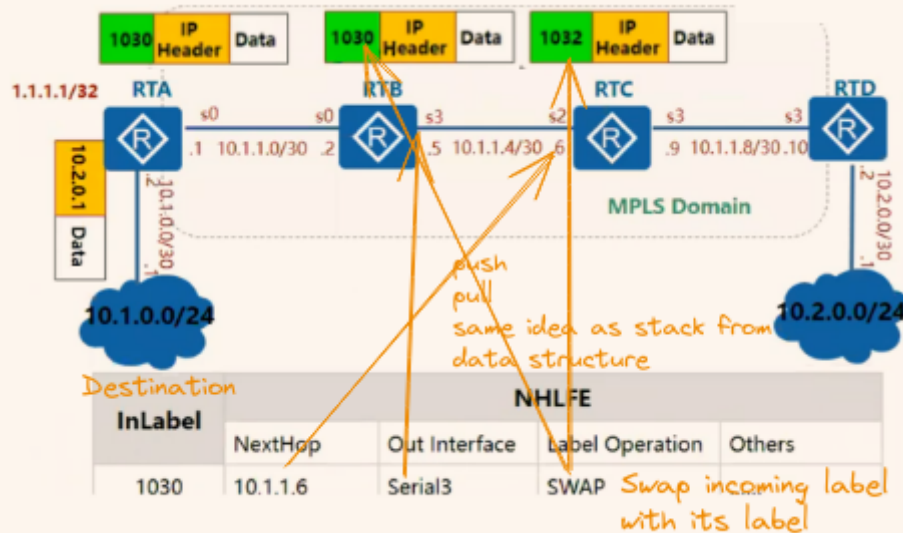 1030 IP Header Data
1030 IP Header Data
1032 IP Header Data
1.1.1.1/32 RTA RTB RTC RTD
s0 s0 s3 s2 s3 s3
.1 10.1.1.0/30 .2 .5 10.1.1.4/30 .6 .9 10.1.1.8/30 .10
10.2.0.1 Data
.2 10.1.0.0/30 .1
.2 10.2.0.0/30 .1
MPLS Domain
push
pull
same idea as stack from
data structure
10.1.0.0/24
10.2.0.0/24
Destination
InLabel NHLFE
NextHop Out Interface Label Operation Others
1030 10.1.1.6 Serial3 SWAP
Swap incoming label
with its label